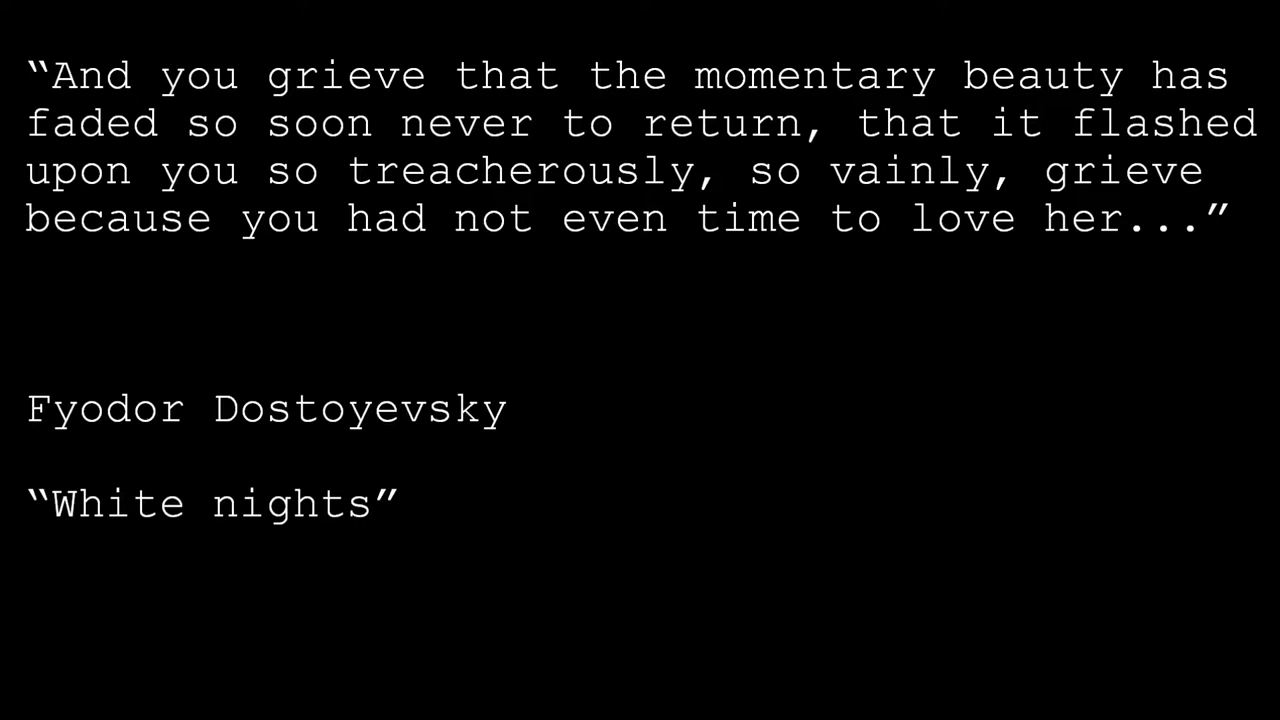 “And you grieve that the momentary beauty has
faded so soon never to return, that it flashed
upon you so treacherously, so vainly, grieve
because you had not even time to love her...”
Fyodor Dostoyevsky
“White nights”